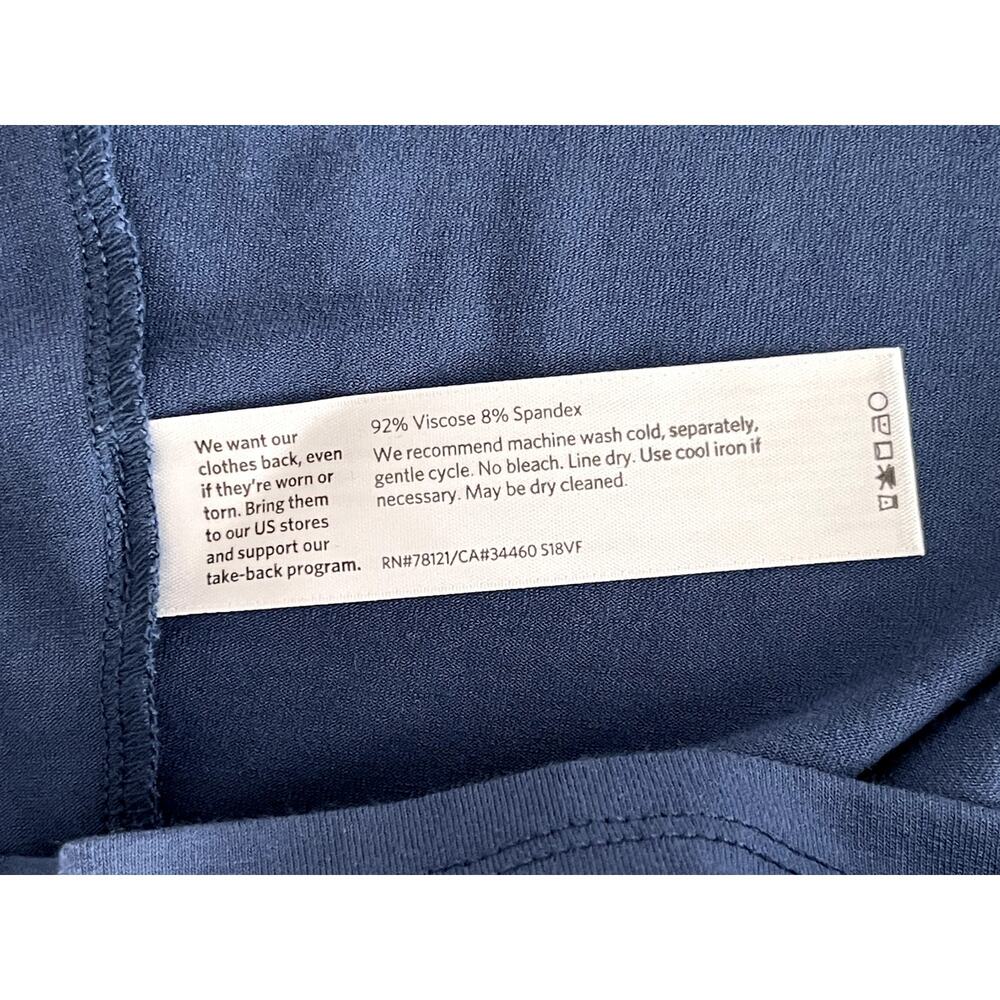 We want our
clothes back, even
if they're worn or
torn. Bring them
to our US stores
and support our
take-back program.
92% Viscose 8% Spandex
We recommend machine wash cold, separately,
gentle cycle. No bleach. Line dry. Use cool iron if
necessary. May be dry cleaned.
RN#78121/CA#34460 S18VF